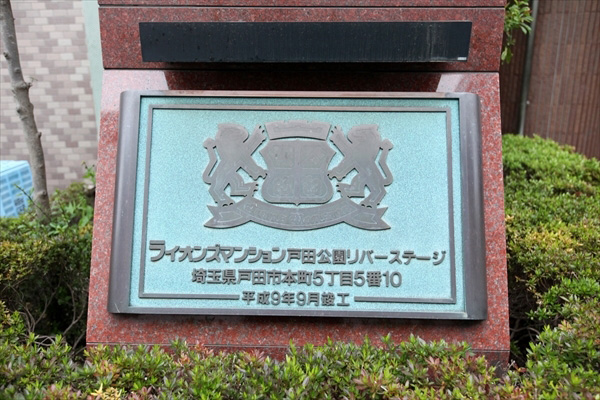 ライオンズマンション戸田公園リバーステージ
埼玉県戸田市本町5丁目5番10
平成9年9月竣工